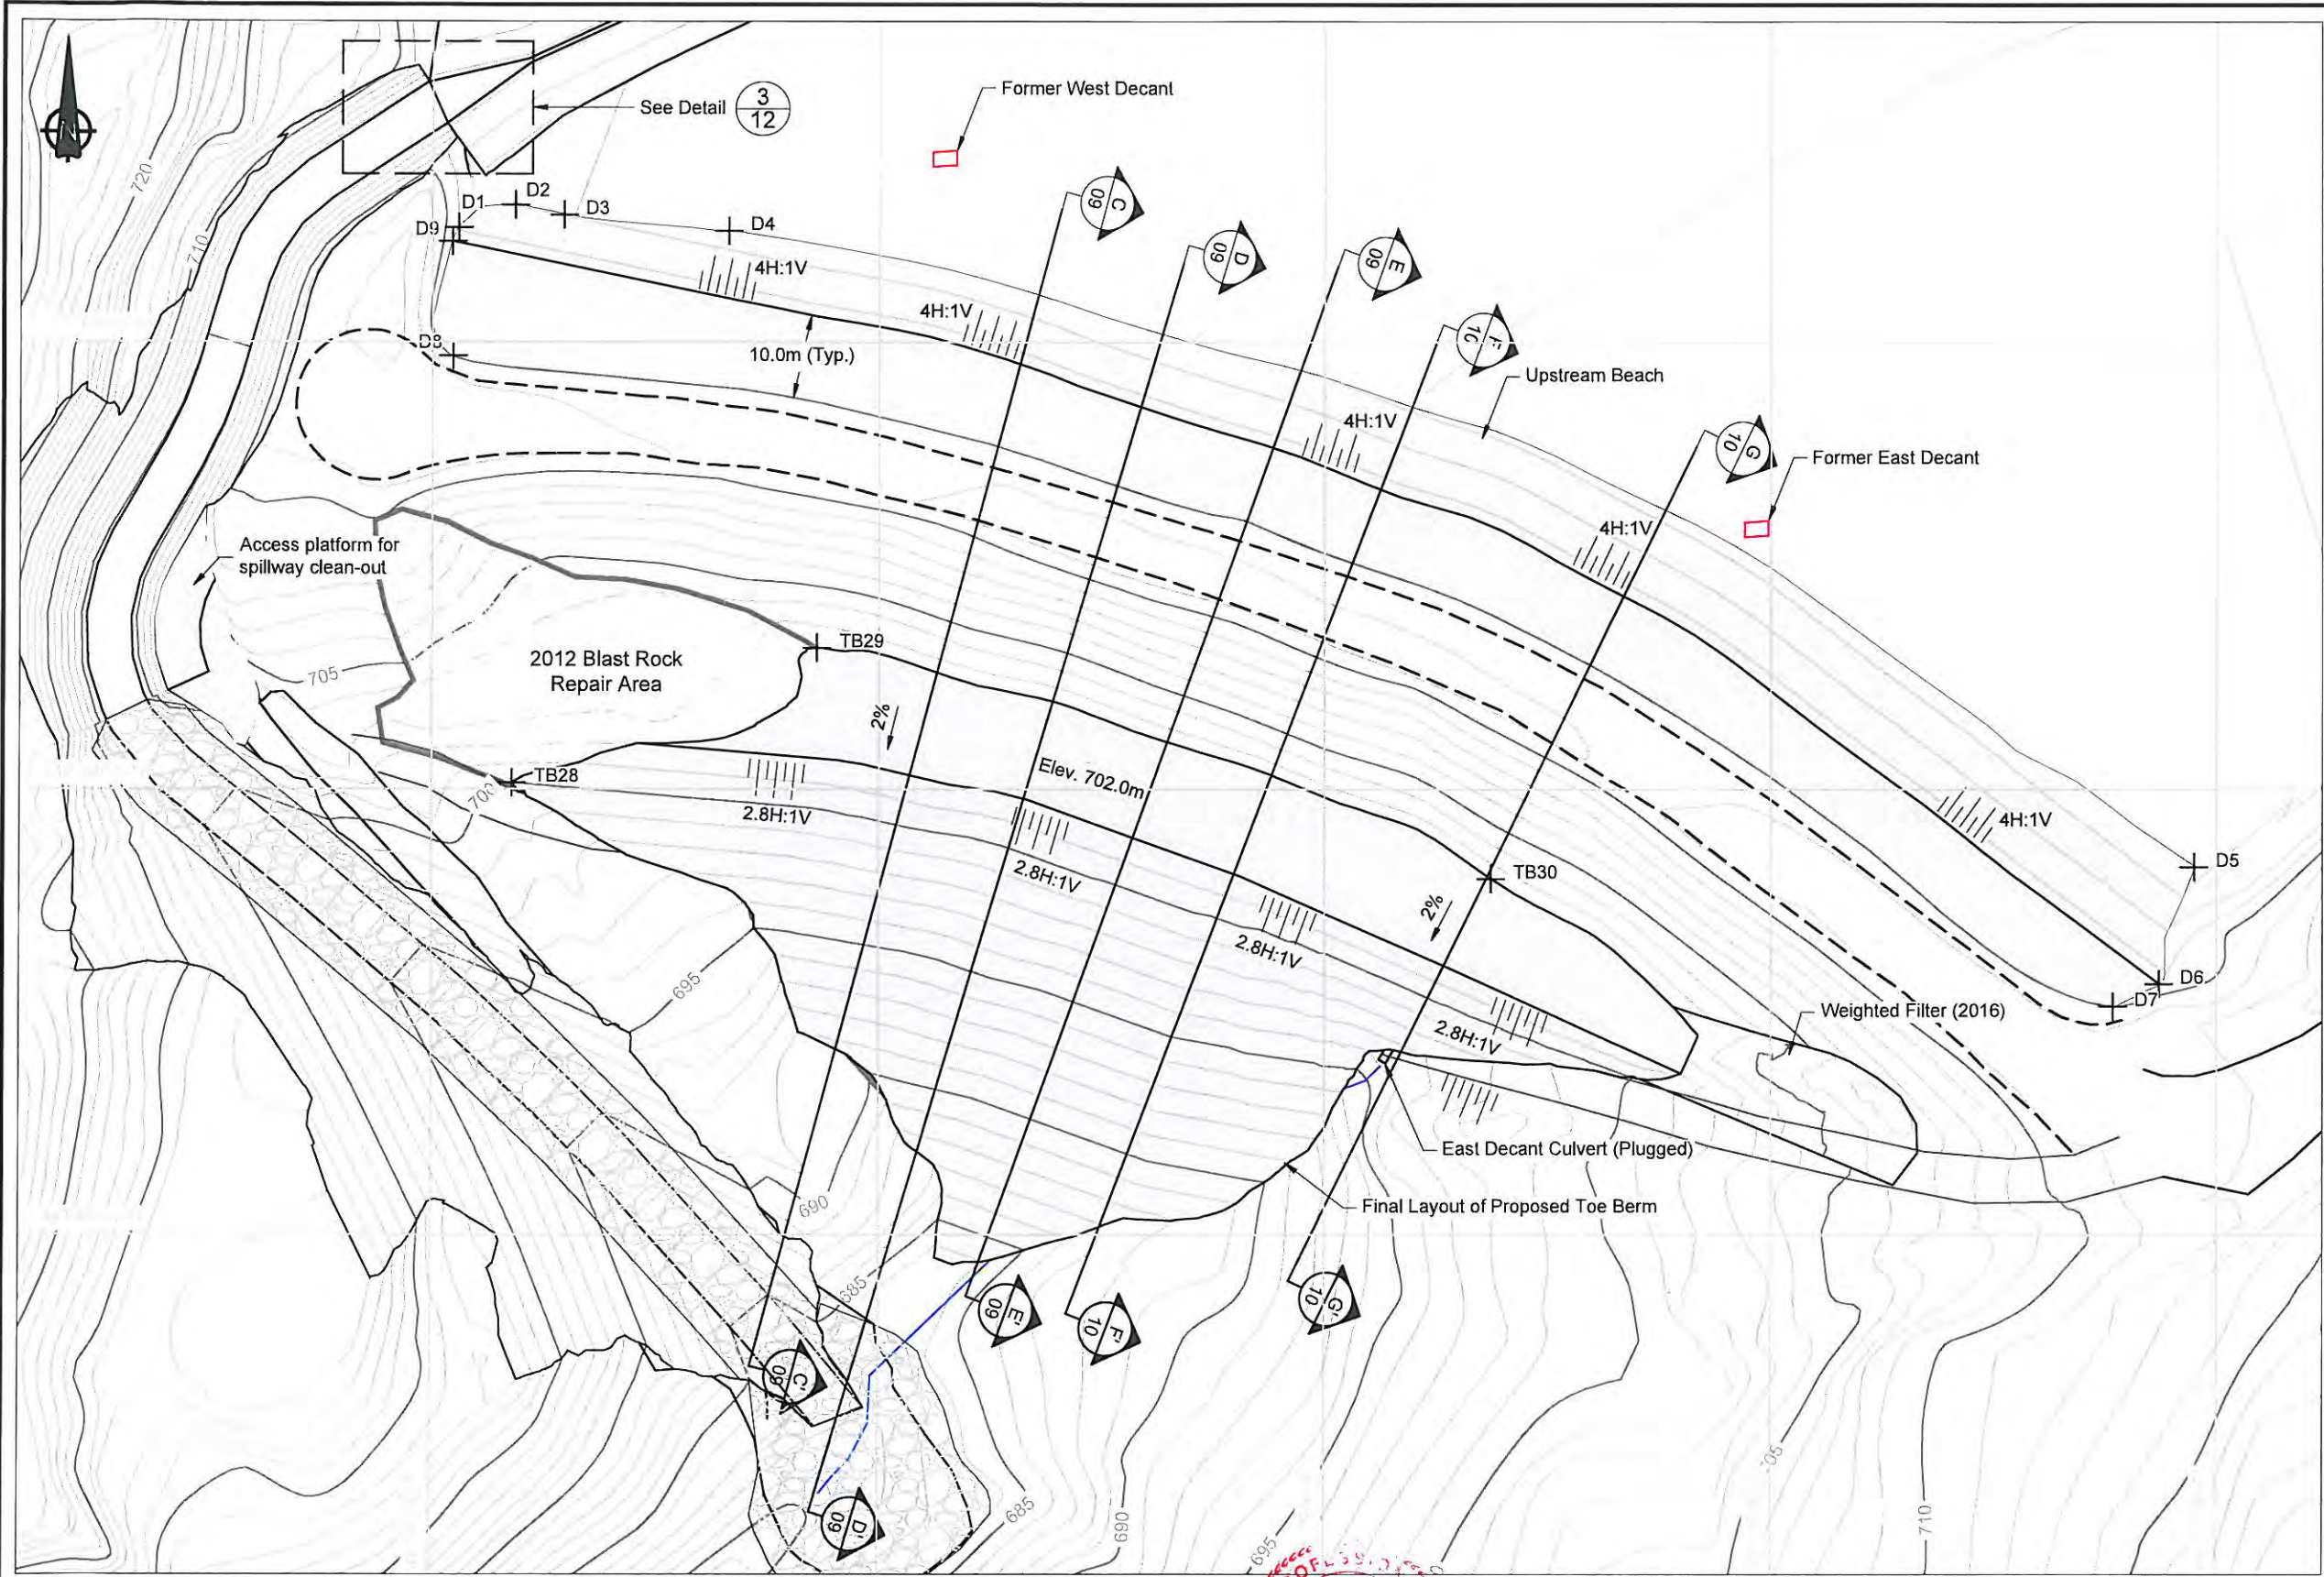 N
720
See Detail 3
12
Former West Decant
D1
D2
D3
D4
D9
C
09
D
09
E
09
710
4H:1V
4H:1V
F
10
D8
10.0m (Typ.)
Upstream Beach
4H:1V
G
10
Former East Decant
4H:1V
Access platform for
spillway clean-out
2012 Blast Rock
Repair Area
TB29
705
2%
Elev. 702.0m
TB28
700
2.8H:1V
4H:1V
D5
2.8H:1V
TB30
2%
2.8H:1V
695
D6
D7
Weighted Filter (2016)
2.8H:1V
East Decant Culvert (Plugged)
690
Final Layout of Proposed Toe Berm
685
E'
09
F'
10
G'
10
C'
09
D'
09
685
690
695
705
710